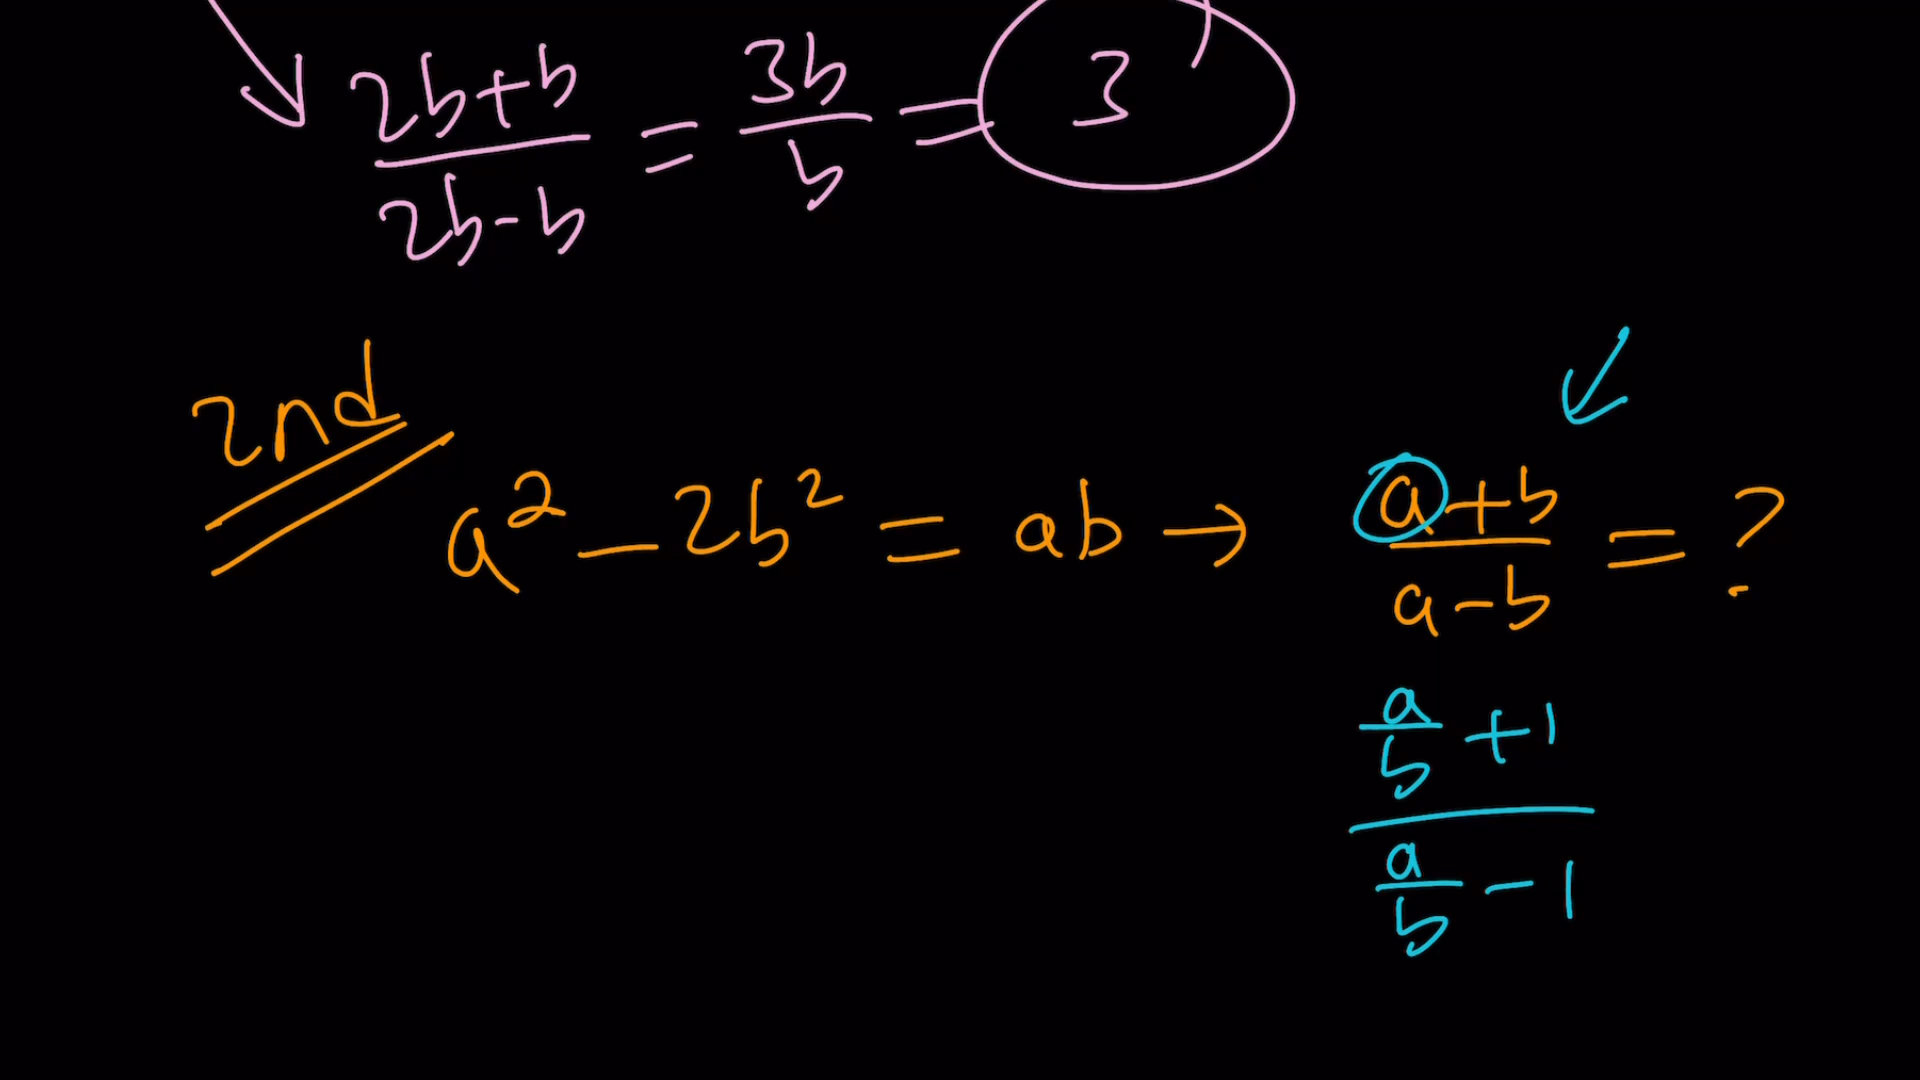 (2b+b)/(2b-b) = 3b/b = 3
2nd
a² - 2b² = ab → (a+b)/(a-b) = ?
(a/b + 1)/(a/b - 1)